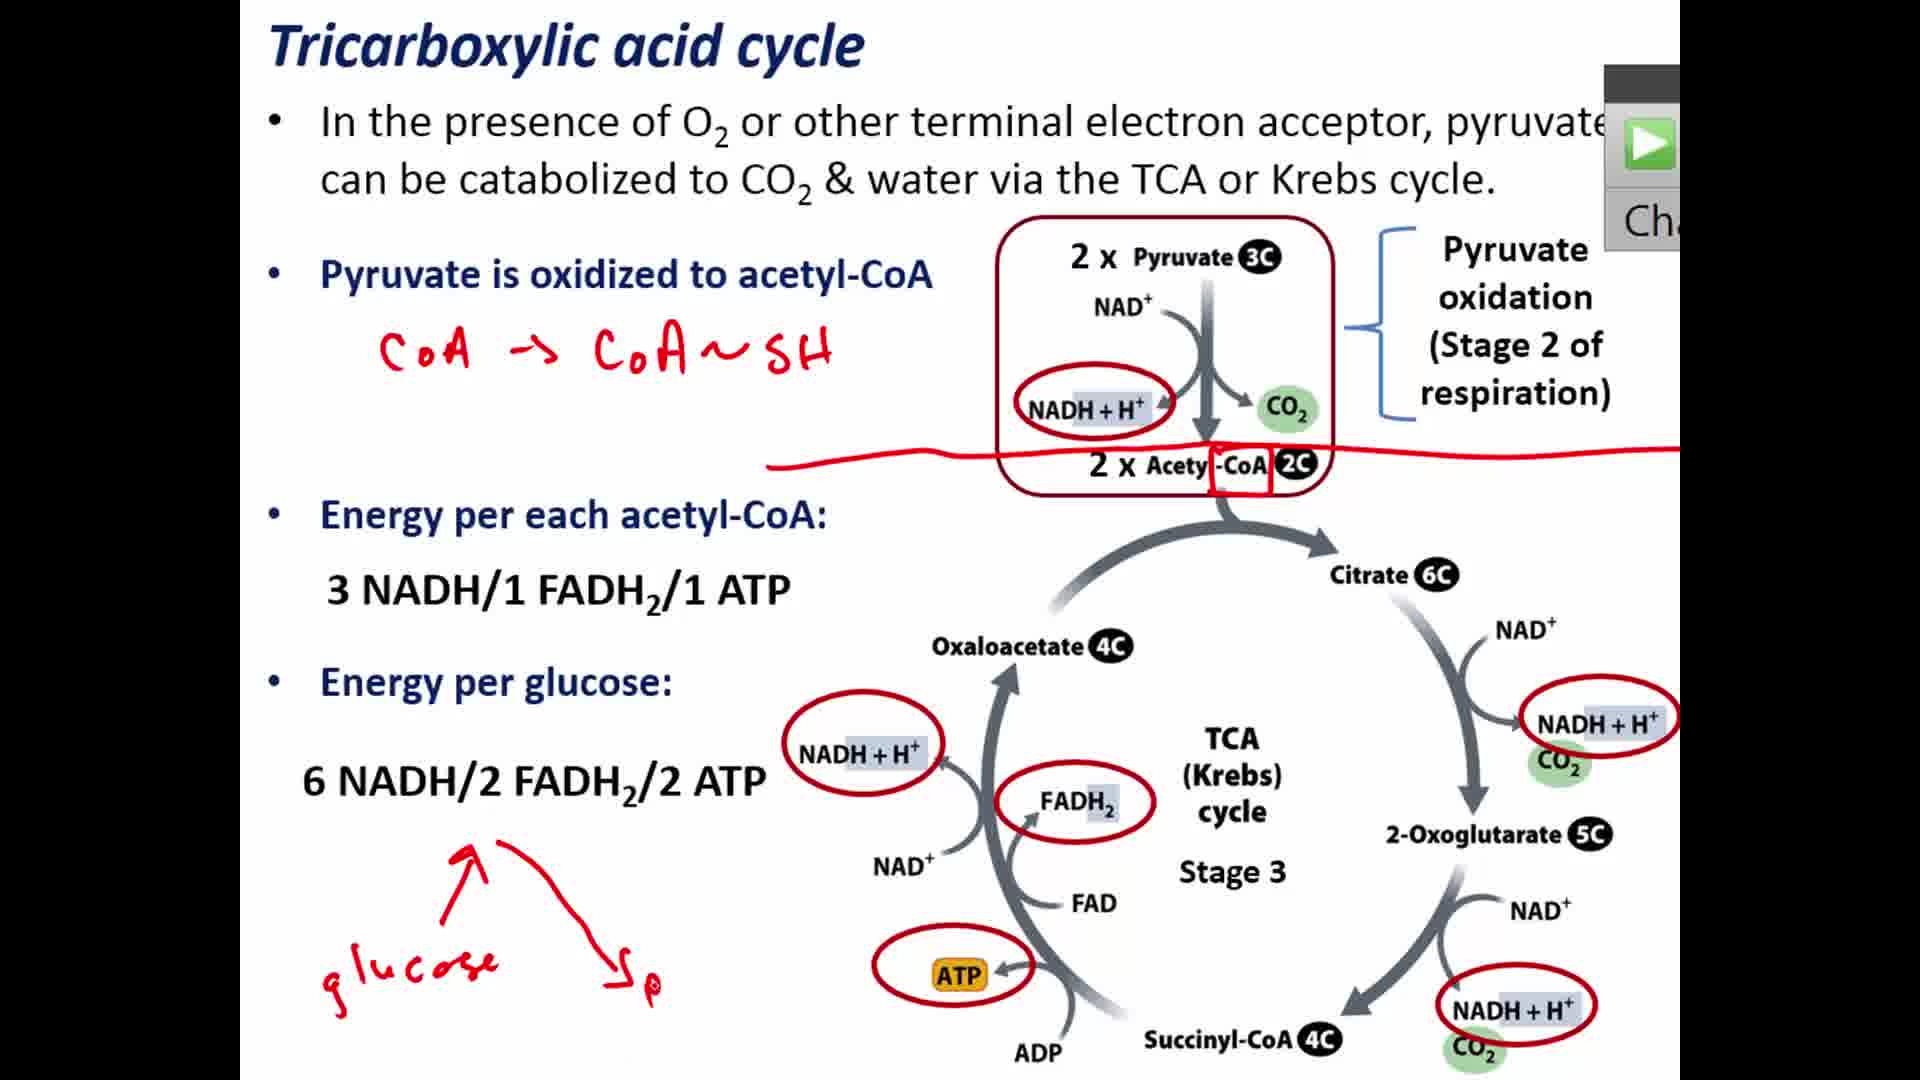 Tricarboxylic acid cycle
• In the presence of O₂ or other terminal electron acceptor, pyruvate
can be catabolized to CO₂ & water via the TCA or Krebs cycle.
• Pyruvate is oxidized to acetyl-CoA
CoA → CoA ~ SH
• Energy per each acetyl-CoA:
3 NADH/1 FADH₂/1 ATP
• Energy per glucose:
6 NADH/2 FADH₂/2 ATP
glucose
p
2 x Pyruvate 3C
NAD⁺
NADH + H⁺
CO₂
2 x Acety -CoA 2C
Pyruvate
oxidation
(Stage 2 of
respiration)
Citrate 6C
NAD⁺
NADH + H⁺
CO₂
2-Oxoglutarate 5C
NAD⁺
NADH + H⁺
CO₂
Succinyl-CoA 4C
ADP
ATP
FAD
FADH₂
NAD⁺
NADH + H⁺
Oxaloacetate 4C
TCA
(Krebs)
cycle
Stage 3